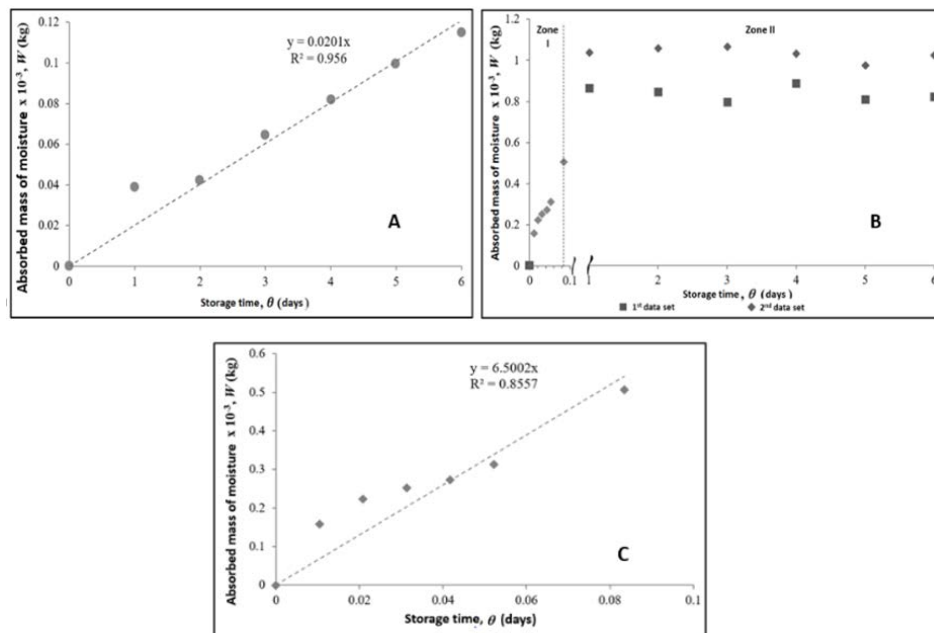 0.12
0.1
0.08
0.06
0.04
0.02
0
0 1 2 3 4 5 6
Absorbed mass of moisture x 10⁻³, W (kg)
Storage time, θ (days)
y = 0.0201x
R² = 0.956
A
1.2
1
0.8
0.6
0.4
0.2
0
0 0.1 1 2 3 4 5 6
Absorbed mass of moisture x 10⁻³, W (kg)
Storage time, θ (days)
Zone
I
Zone II
B
1st data set 2nd data set
0.6
0.5
0.4
0.3
0.2
0.1
0
0 0.02 0.04 0.06 0.08 0.1
Absorbed mass of moisture x 10⁻³, W (kg)
Storage time, θ (days)
y = 6.5002x
R² = 0.8557
C